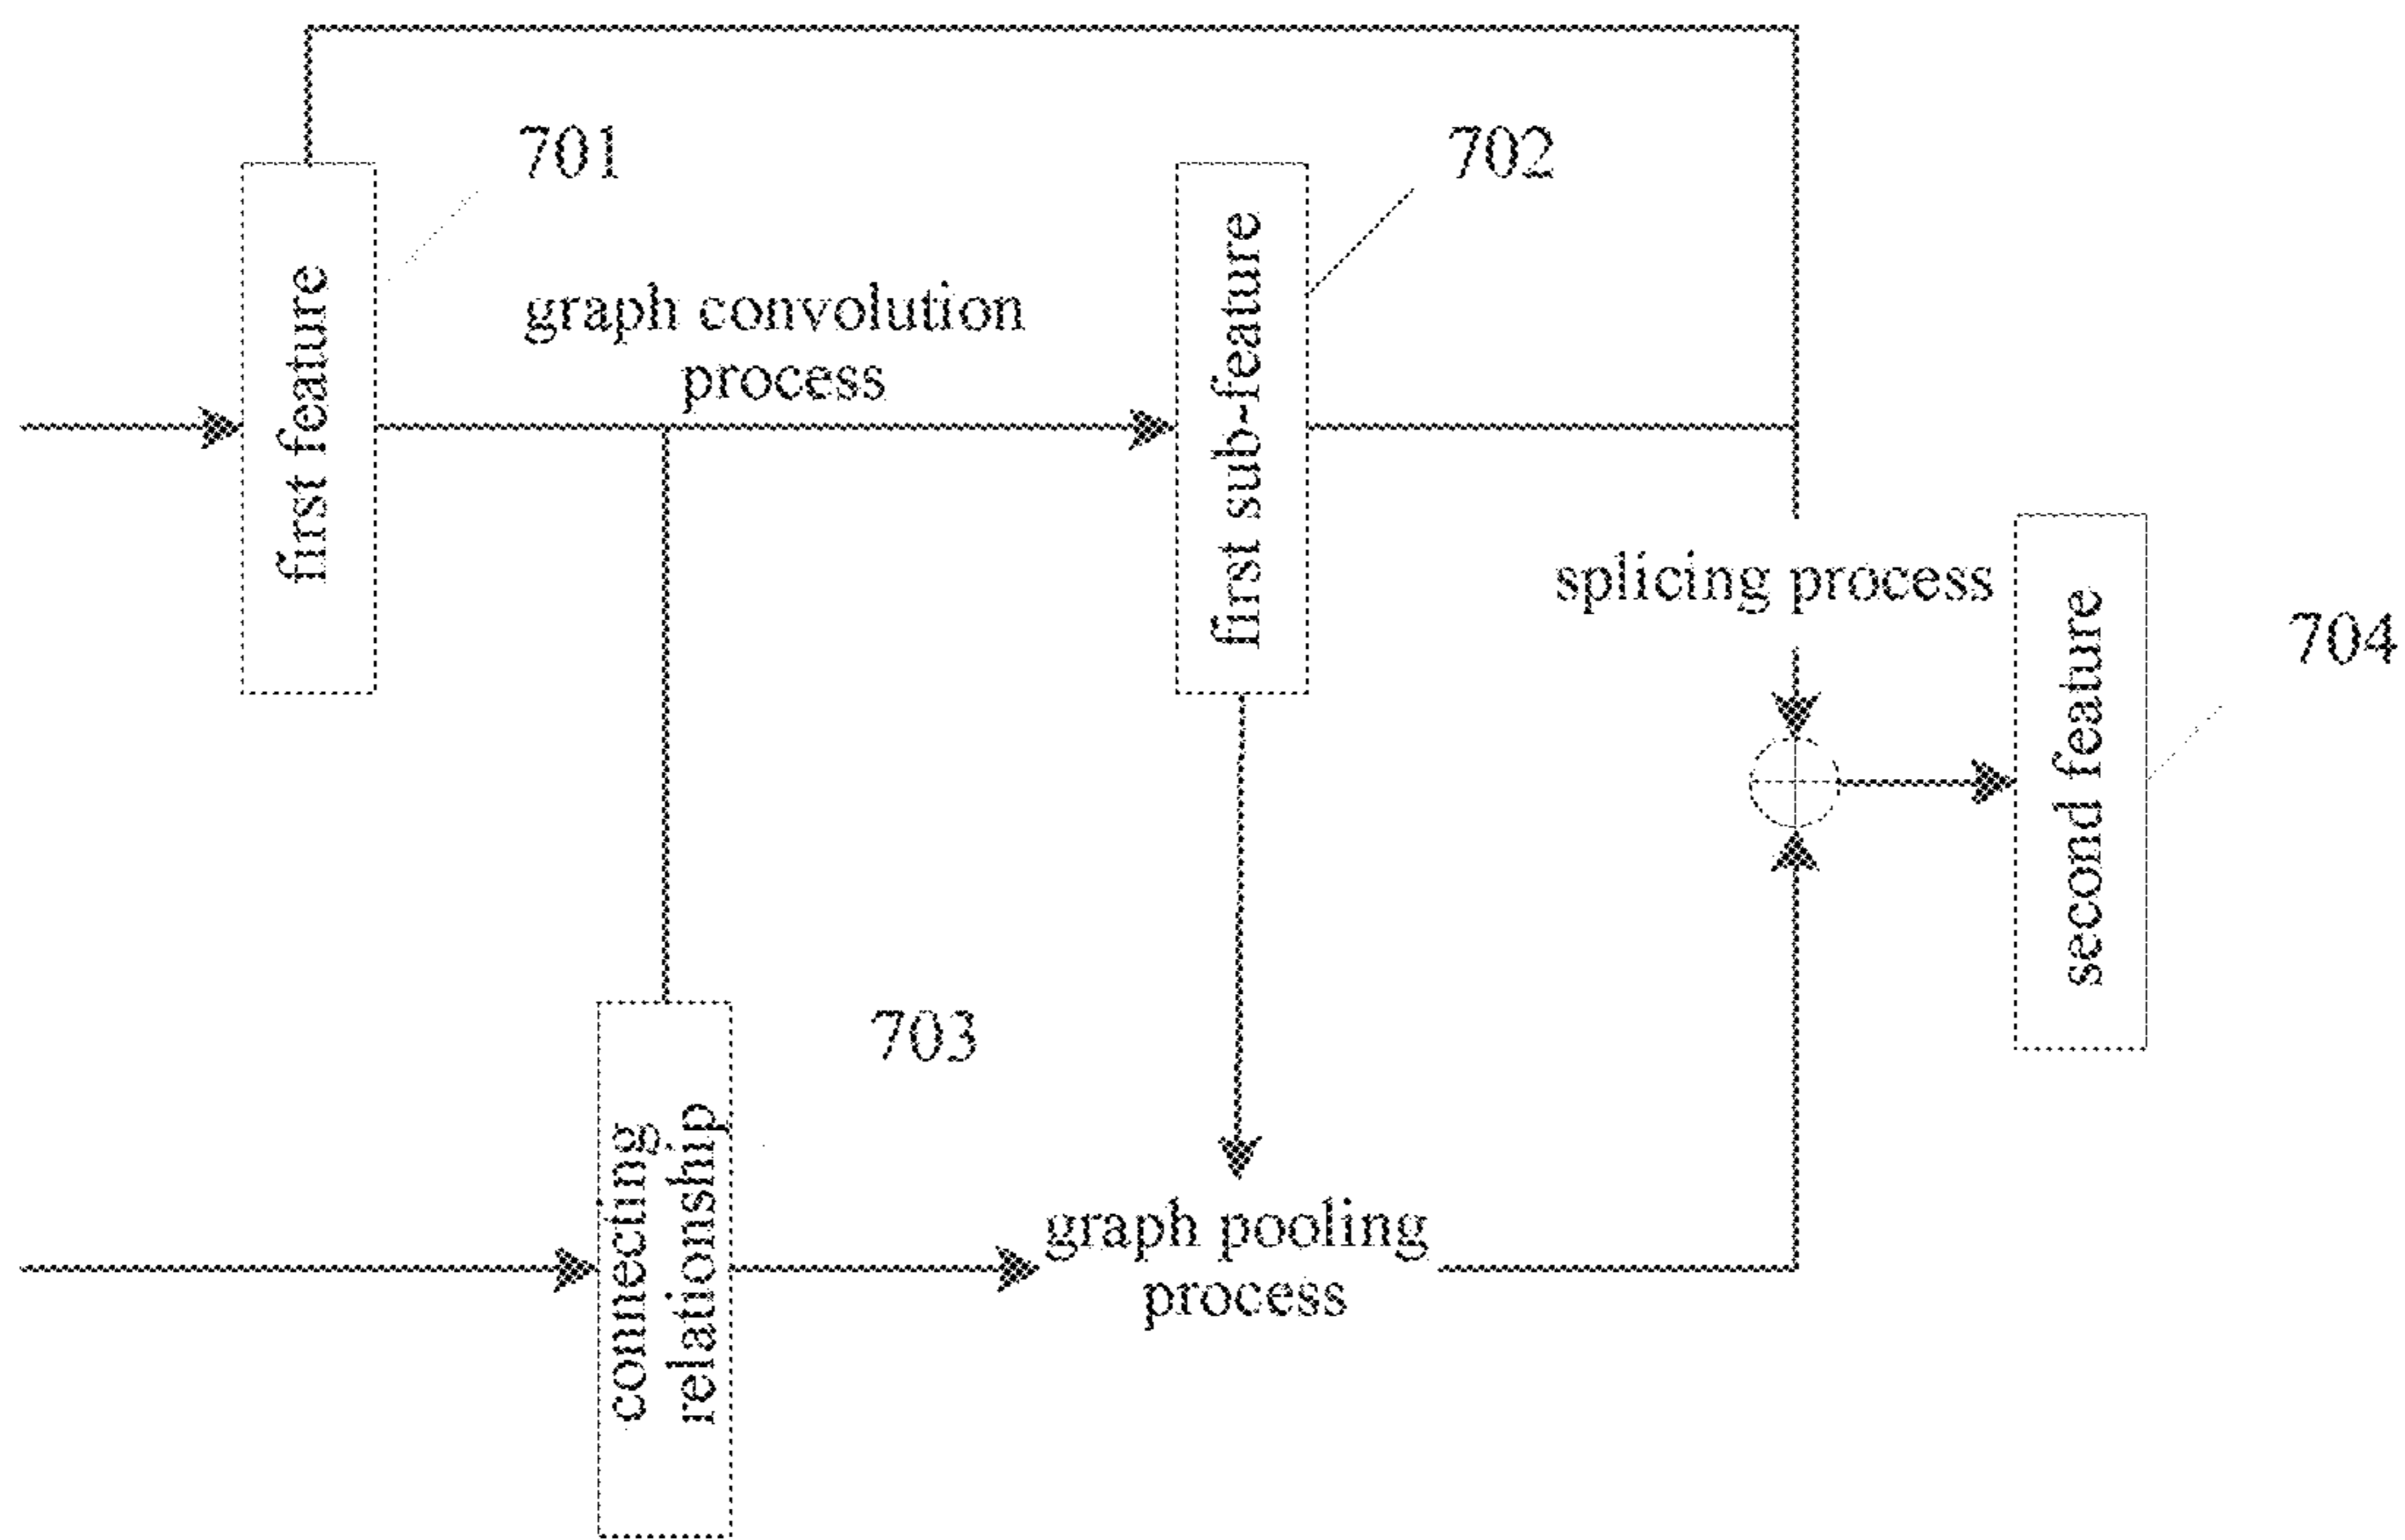 701
702
first feature
graph convolution
process
first sub-feature
splicing process
second feature
704
703
connecting
relationship
graph pooling
process